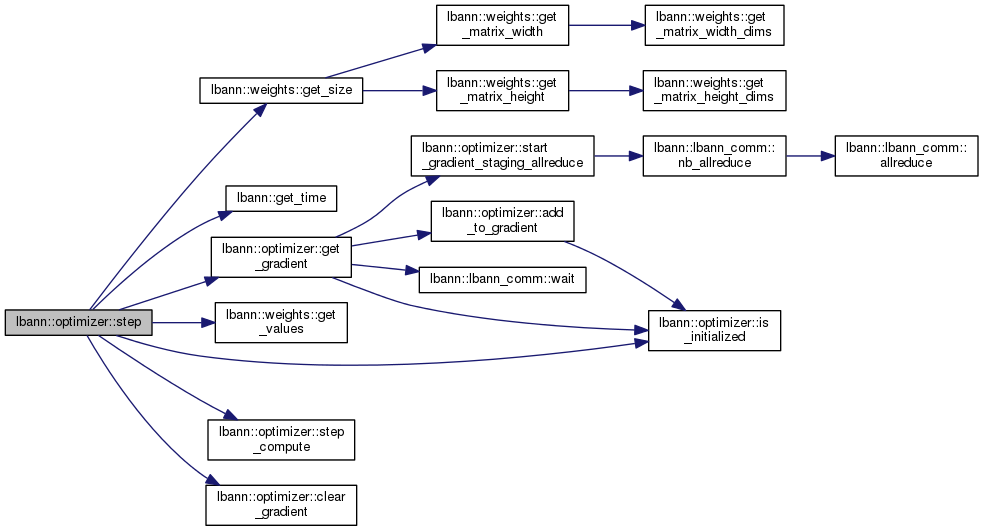 lbann::weights::get
_matrix_width
lbann::weights::get
_matrix_width_dims
lbann::weights::get_size
lbann::weights::get
_matrix_height
lbann::weights::get
_matrix_height_dims
lbann::optimizer::start
_gradient_staging_allreduce
lbann::lbann_comm::
nb_allreduce
lbann::lbann_comm::
allreduce
lbann::get_time
lbann::optimizer::add
_to_gradient
lbann::optimizer::get
_gradient
lbann::lbann_comm::wait
lbann::optimizer::step
lbann::weights::get
_values
lbann::optimizer::is
_initialized
lbann::optimizer::step
_compute
lbann::optimizer::clear
_gradient